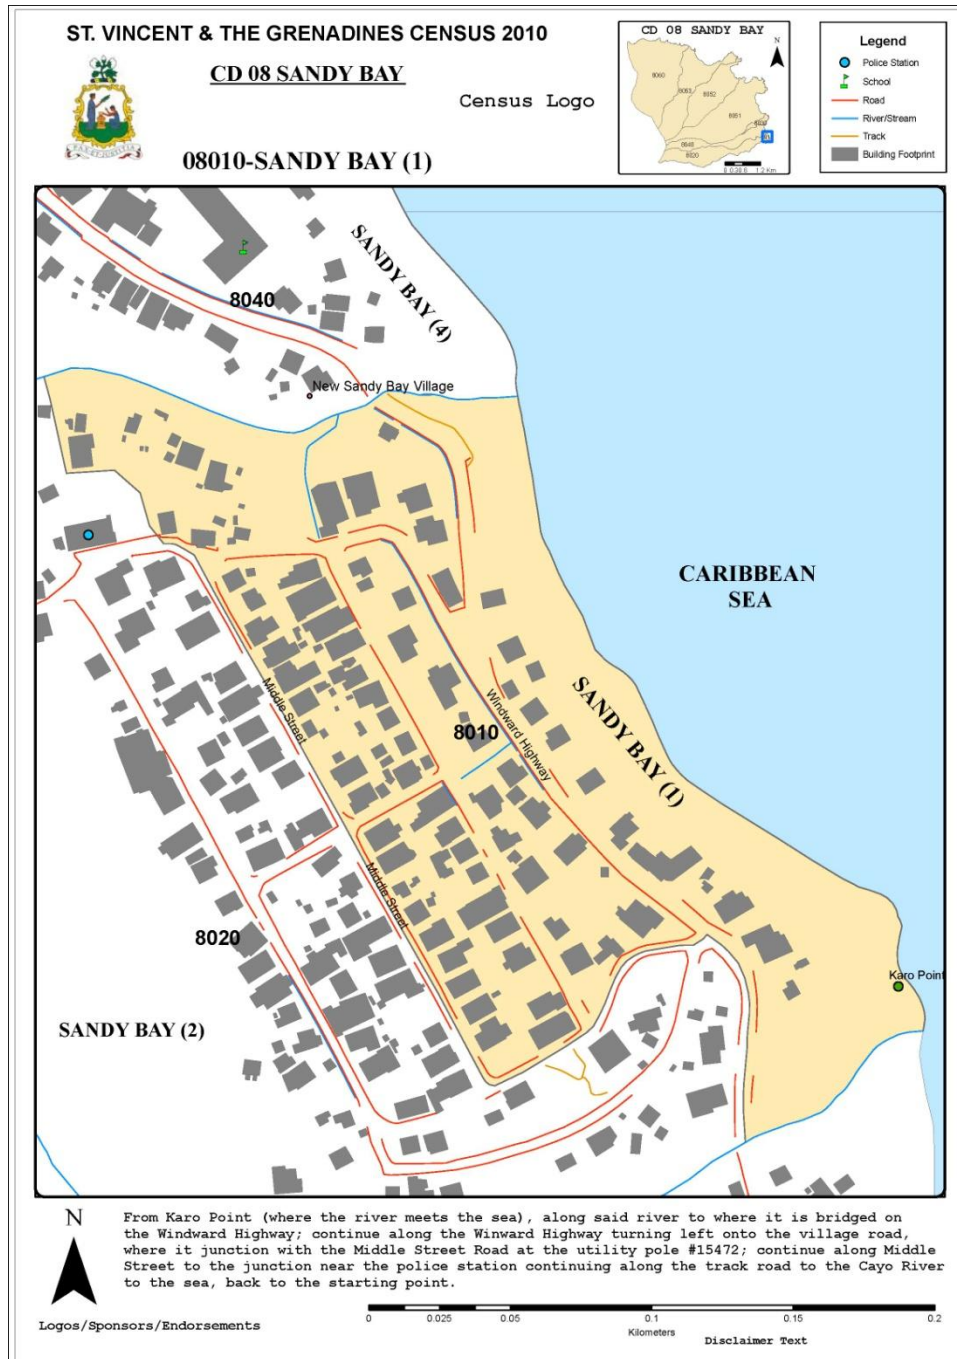 ST. VINCENT & THE GRENADINES CENSUS 2010
CD 08 SANDY BAY
Census Logo
08010-SANDY BAY (1)
CD 08 SANDY BAY
N
8060
8053
8052
8051
8020
Legend
Police Station
School
Road
River/Stream
Track
Building Footprint
SANDY BAY (4)
8040
New Sandy Bay Village
CARIBBEAN
SEA
Middle Street
Windward Highway
8010
SANDY BAY (1)
Middle Street
8020
Karo Point
SANDY BAY (2)
N
From Karo Point (where the river meets the sea), along said river to where it is bridged on
the Windward Highway; continue along the Winward Highway turning left onto the village road,
where it junction with the Middle Street Road at the utility pole #15472; continue along Middle
Street to the junction near the police station continuing along the track road to the Cayo River
to the sea, back to the starting point.
Logos/Sponsors/Endorsements
0 0.025 0.05 0.1 0.15 0.2
Kilometers
Disclaimer Text